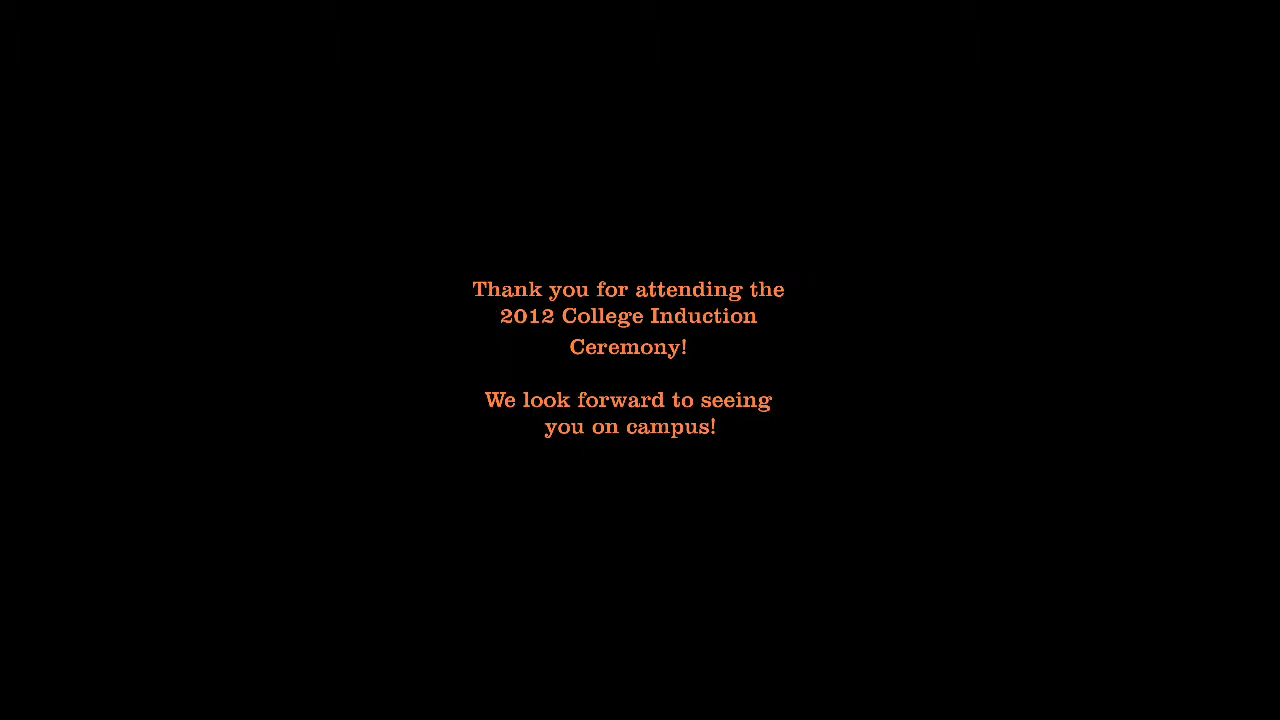 Thank you for attending the
2012 College Induction
Ceremony!
We look forward to seeing
you on campus!